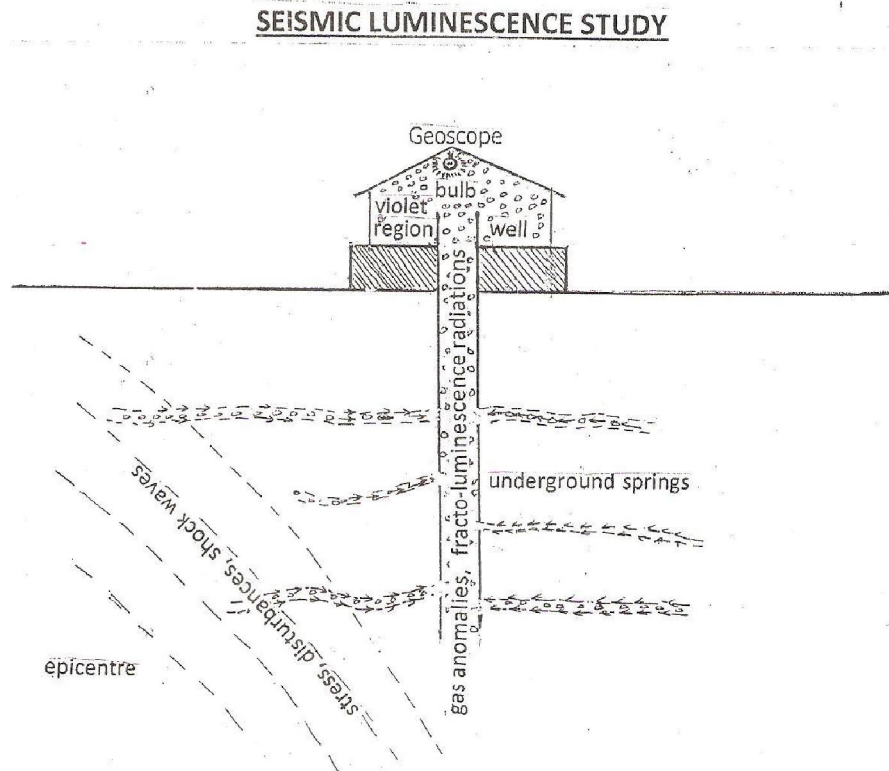 SEISMIC LUMINESCENCE STUDY
Geoscope
bulb
violet
region
well
gas anomalies, fracto-luminescence radiations
underground springs
stress, disturbances, shock waves
epicentre